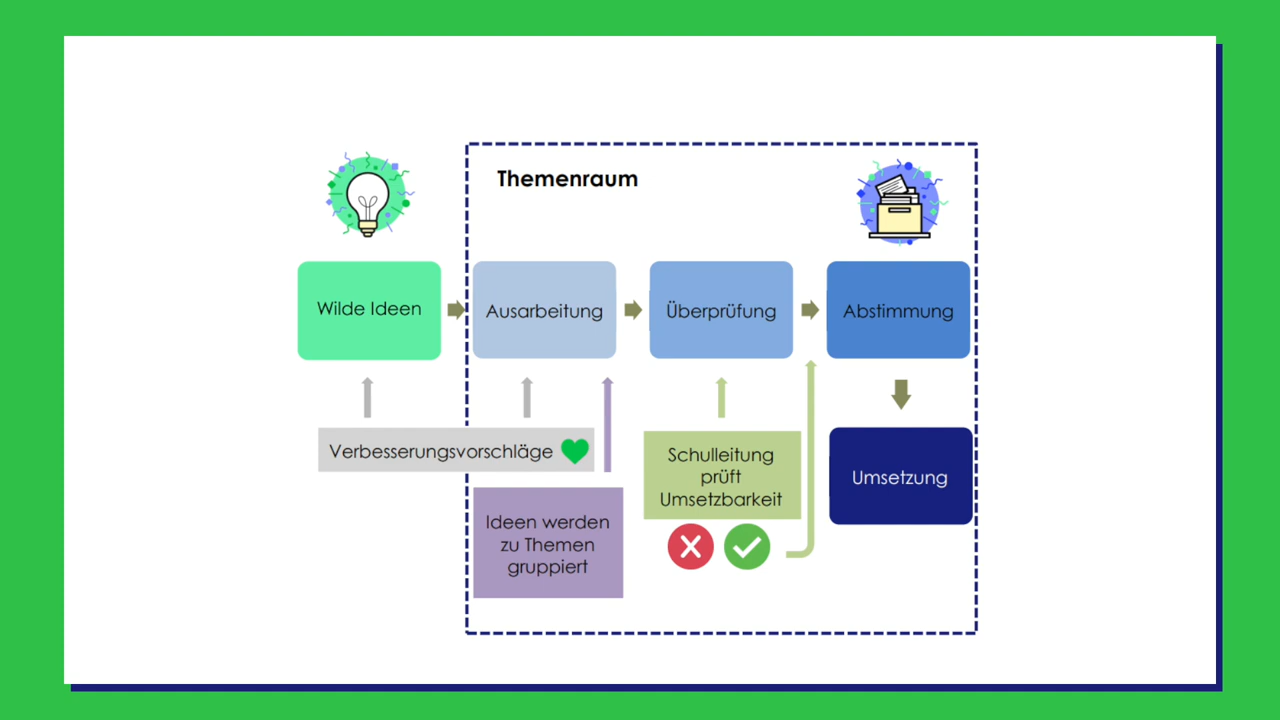 Themenraum
Wilde Ideen
Ausarbeitung
Überprüfung
Abstimmung
Verbesserungsvorschläge
Schulleitung
prüft
Umsetzbarkeit
Umsetzung
Ideen werden
zu Themen
gruppiert